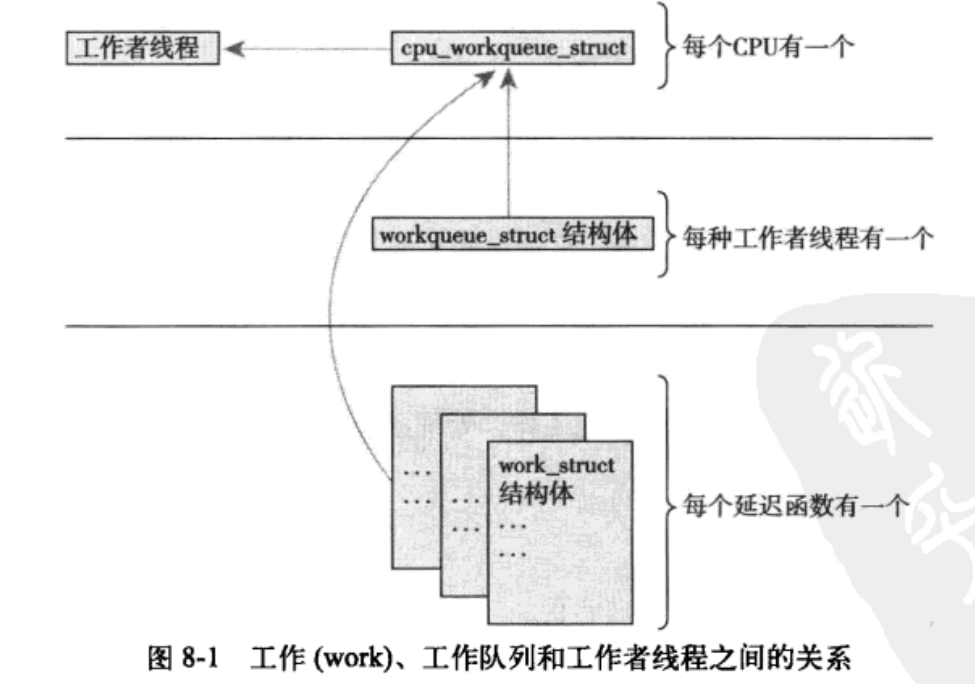 工作者线程
cpu_workqueue_struct
每个CPU有一个
workqueue_struct 结构体
每种工作者线程有一个
... ...
... ...
work_struct
结构体
...
...
每个延迟函数有一个
图 8-1 工作 (work)、工作队列和工作者线程之间的关系